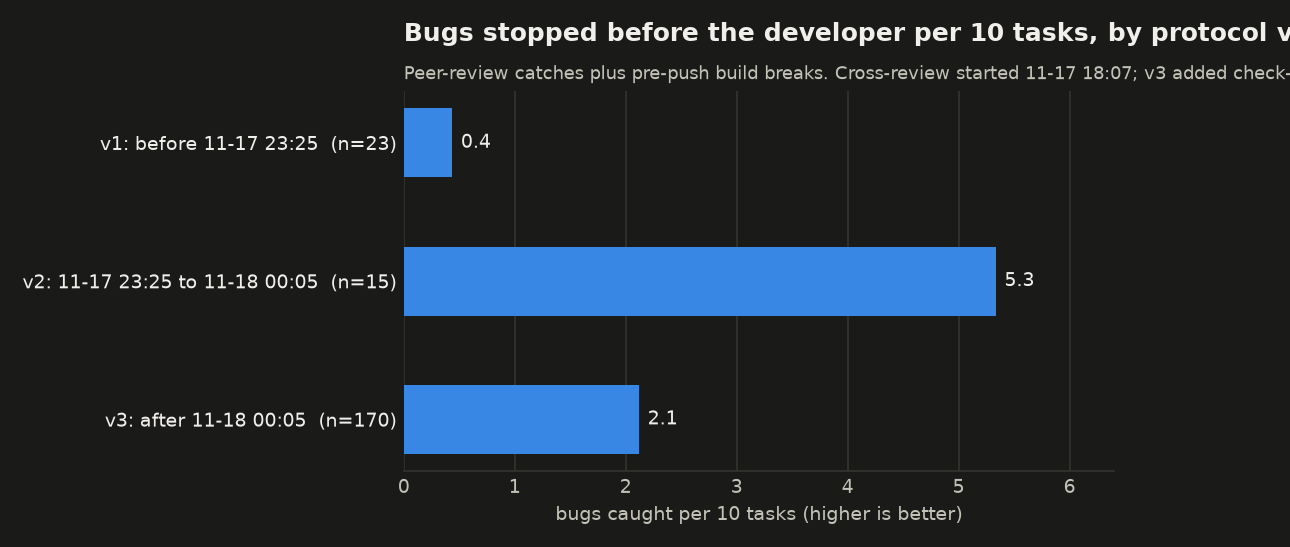 Bugs stopped before the developer per 10 tasks, by protocol v
Peer-review catches plus pre-push build breaks. Cross-review started 11-17 18:07; v3 added check-
v1: before 11-17 23:25 (n=23)
0.4
v2: 11-17 23:25 to 11-18 00:05 (n=15)
5.3
v3: after 11-18 00:05 (n=170)
2.1
0 1 2 3 4 5 6
bugs caught per 10 tasks (higher is better)